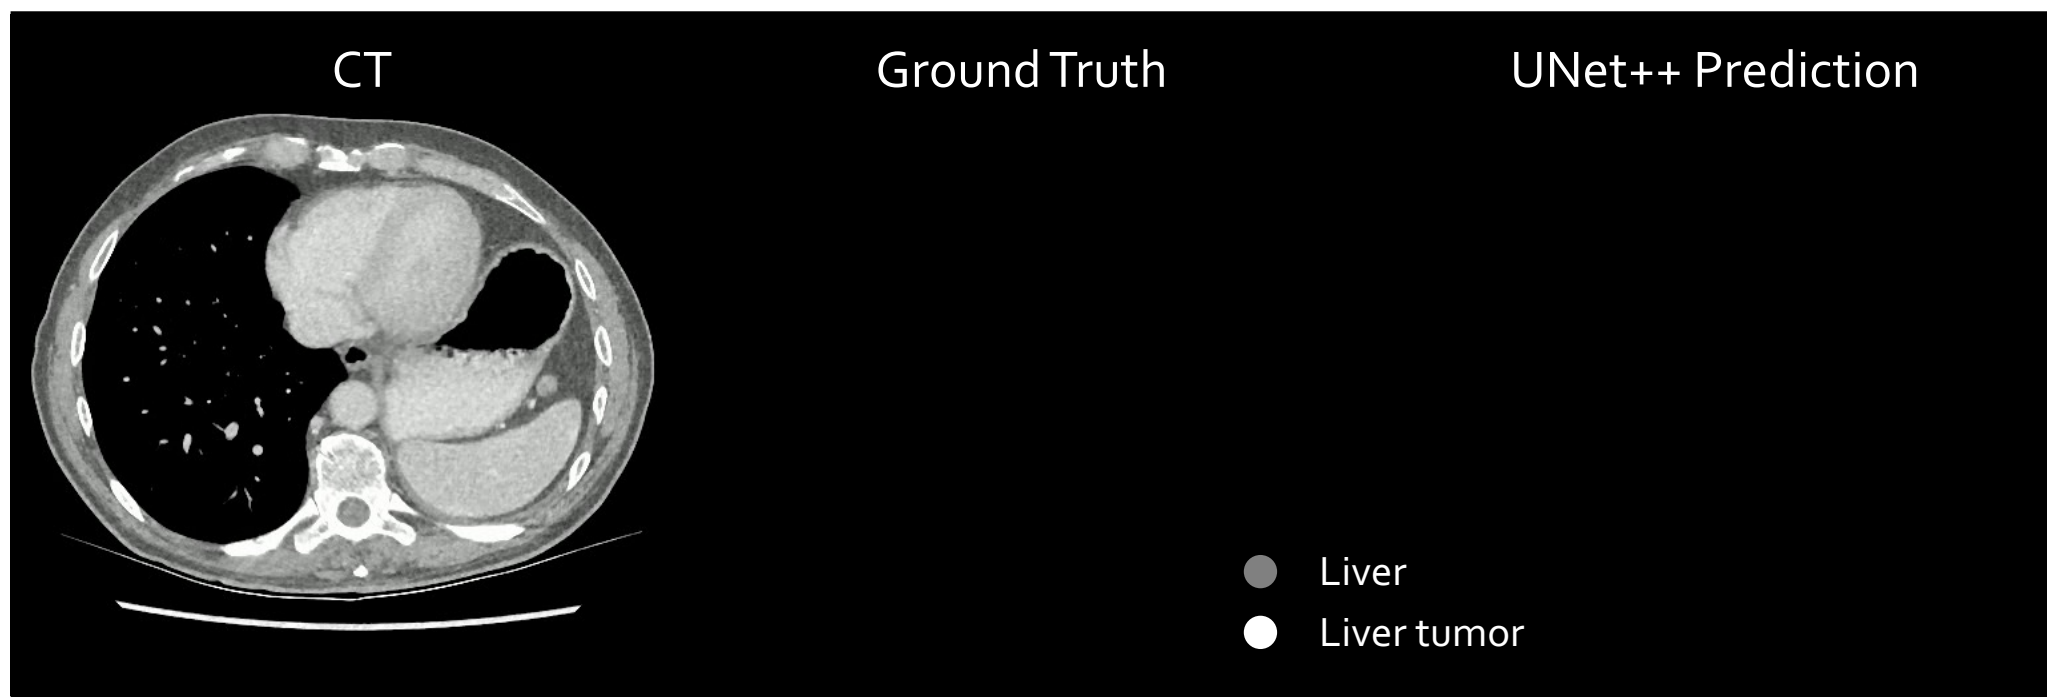 CT
Ground Truth
UNet++ Prediction
Liver
Liver tumor